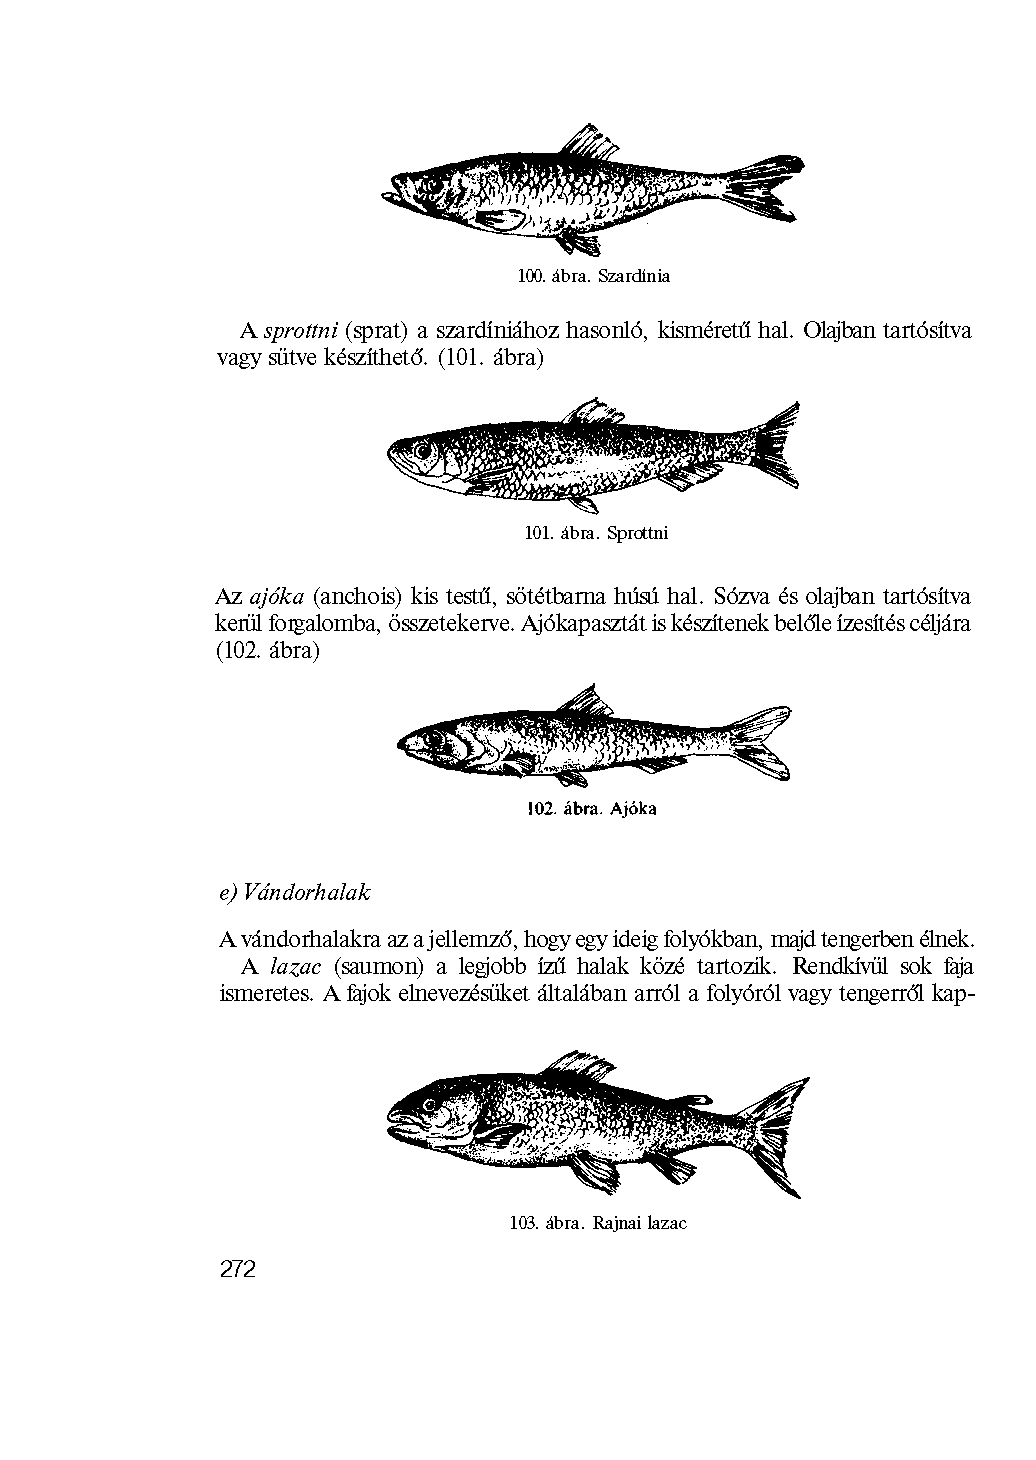 100. ábra. Szardínia
A sprottni (sprat) a szardíniához hasonló, kisméretű hal. Olajban tartósítva
vagy sütve készíthető. (101. ábra)
101. ábra. Sprottni
Az ajóka (anchois) kis testű, sötétbarna húsú hal. Sózva és olajban tartósítva
kerül forgalomba, összetekerve. Ajókapasztát is készítenek belőle ízesítés céljára
(102. ábra)
102. ábra. Ajóka
e) Vándorhalak
A vándorhalakra az a jellemző, hogy egy ideig folyókban, majd tengerben élnek.
A lazac (saumon) a legjobb ízű halak közé tartozik. Rendkívül sok faja
ismeretes. A fajok elnevezésüket általában arról a folyóról vagy tengerről kap-
103. ábra. Rajnai lazac
272